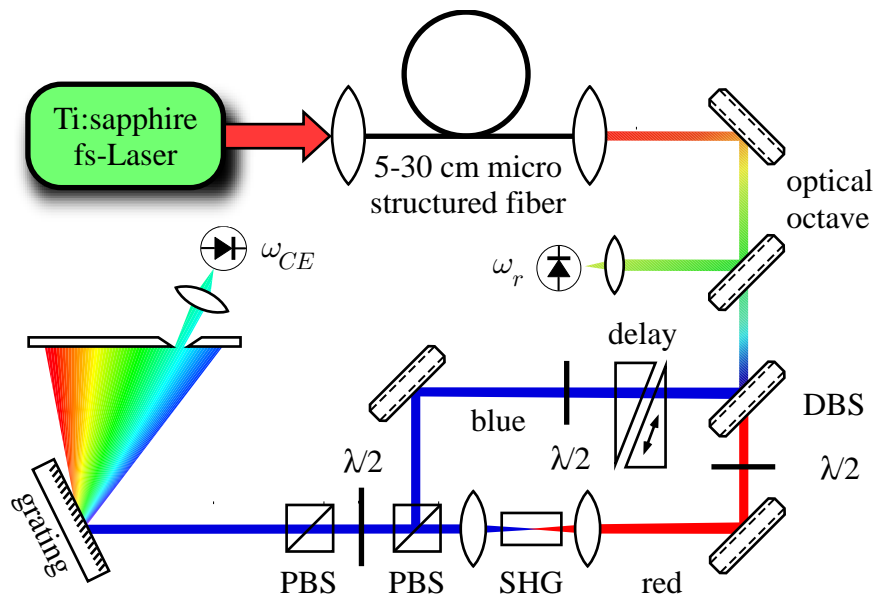 Ti:sapphire
fs-Laser
5-30 cm micro
structured fiber
optical
octave
ω_CE
ω_r
delay
DBS
blue
λ/2
λ/2
λ/2
grating
PBS
PBS
SHG
red